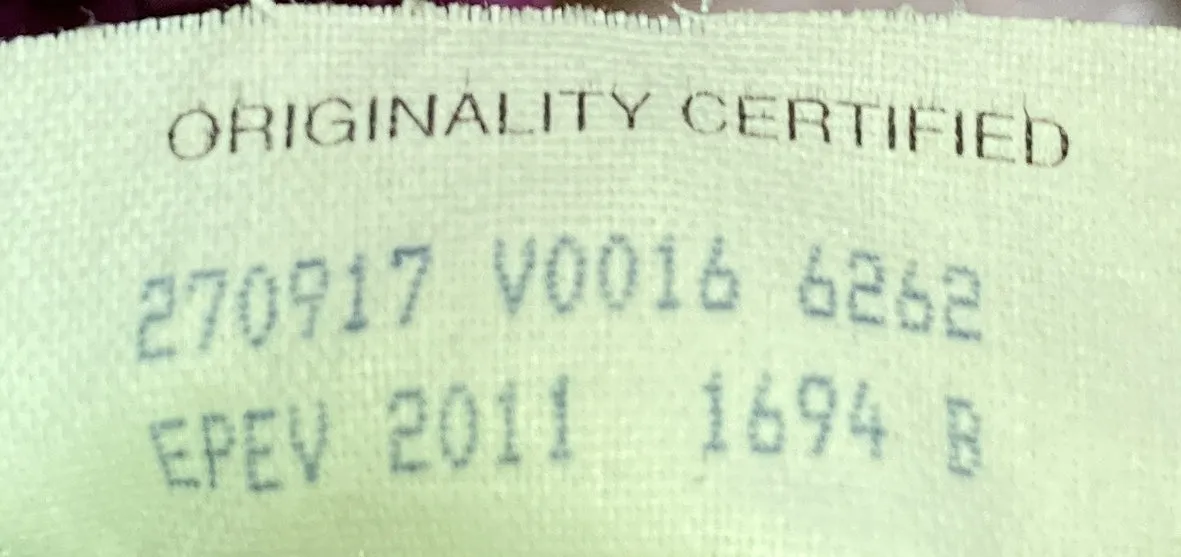 ORIGINALITY CERTIFIED
270917 V0016 6262
EPEV 2011 1694 B